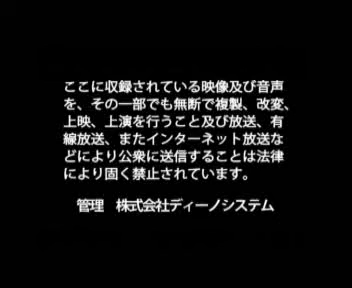 ここに収録されている映像及び音声
を、その一部でも無断で複製、改変、
上映、上演を行うこと及び放送、有
線放送、またインターネット放送な
どにより公衆に送信することは法律
により固く禁止されています。
管理　株式会社ディーノシステム